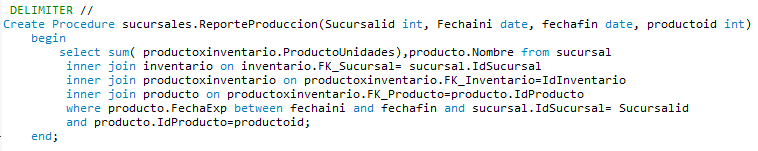 DELIMITER //
Create Procedure sucursales.ReporteProduccion(Sucursalid int, Fechaini date, fechafin date, productoid int)
begin
select sum( productoxinventario.ProductoUnidades),producto.Nombre from sucursal
inner join inventario on inventario.FK_Sucursal= sucursal.IdSucursal
inner join productoxinventario on productoxinventario.FK_Inventario=IdInventario
inner join producto on productoxinventario.FK_Producto=producto.IdProducto
where producto.FechaExp between fechaini and fechafin and sucursal.IdSucursal= Sucursalid
and producto.IdProducto=productoid;
end;